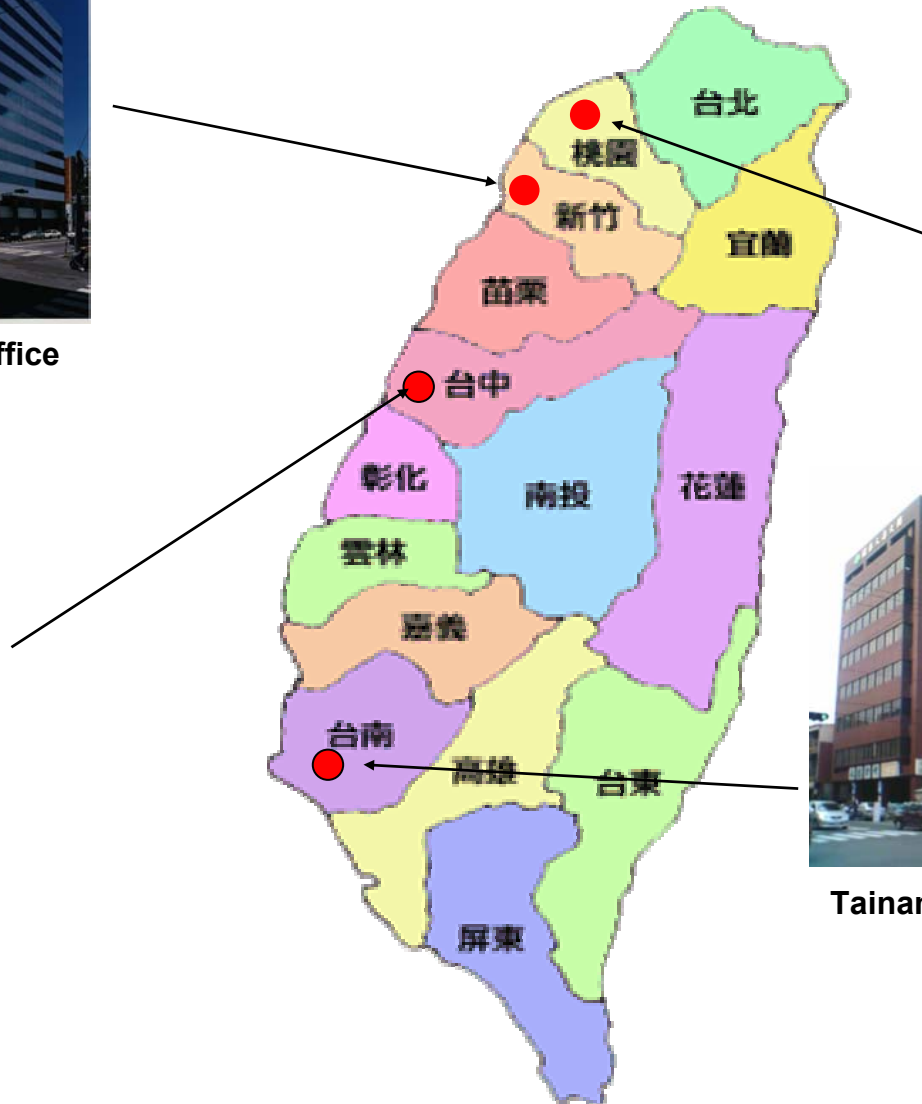 台北
桃園
新竹
宜蘭
苗栗
ffice
台中
彰化
南投
花蓮
雲林
嘉義
台南
高雄
台東
Tainan
屏東